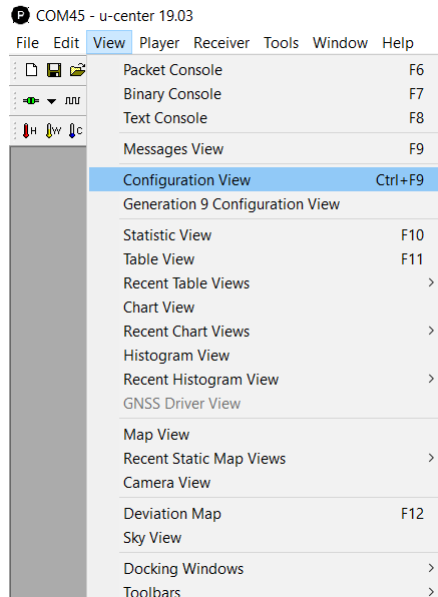 COM45 - u-center 19.03
File Edit View Player Receiver Tools Window Help
Packet Console F6
Binary Console F7
Text Console F8
Messages View F9
Configuration View Ctrl+F9
Generation 9 Configuration View
Statistic View F10
Table View F11
Recent Table Views
Chart View
Recent Chart Views
Histogram View
Recent Histogram View
GNSS Driver View
Map View
Recent Static Map Views
Camera View
Deviation Map F12
Sky View
Docking Windows
Toolbars